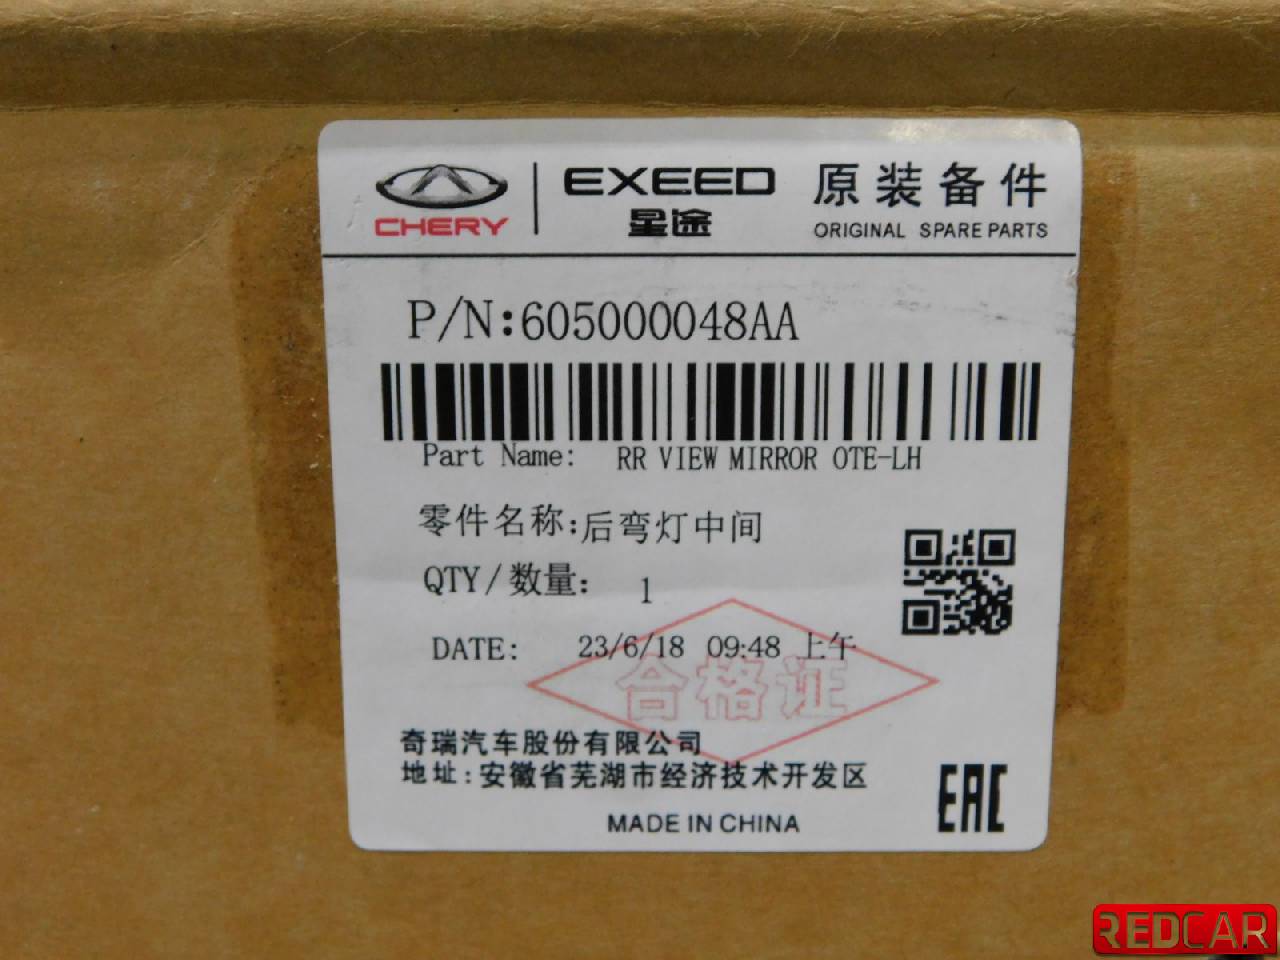 CHERY
EXEED
星途
原装备件
ORIGINAL SPARE PARTS
P/N:605000048AA
Part Name: RR VIEW MIRROR OTE-LH
零件名称:后弯灯中间
QTY/数量: 1
DATE: 23/6/18 09:48 上午
合格证
奇瑞汽车股份有限公司
地址:安徽省芜湖市经济技术开发区
MADE IN CHINA
EAC
REDCAR